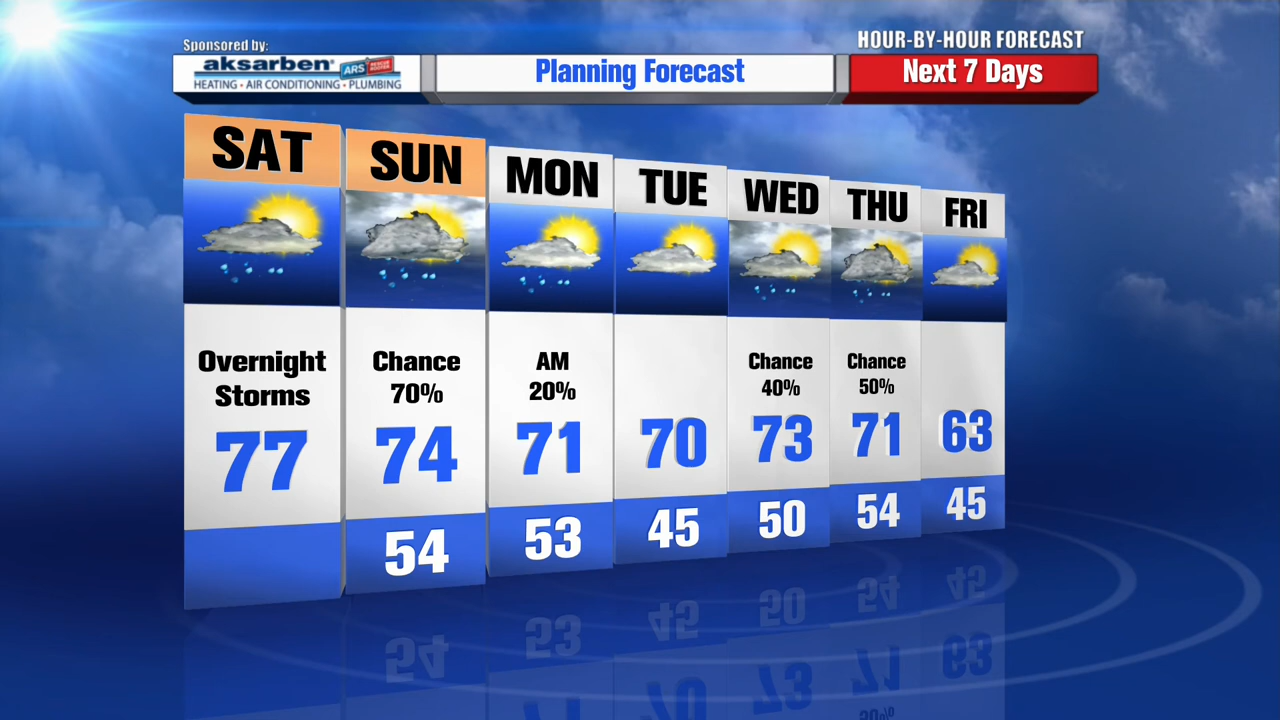 Sponsored by:
aksarben®
ARS RESCUE ROOTER
HEATING • AIR CONDITIONING • PLUMBING
Planning Forecast
HOUR-BY-HOUR FORECAST
Next 7 Days
SAT
SUN
MON
TUE
WED
THU
FRI
Overnight
Storms
Chance
70%
AM
20%
Chance
40%
Chance
50%
77
74
71
70
73
71
63
54
53
45
50
54
45